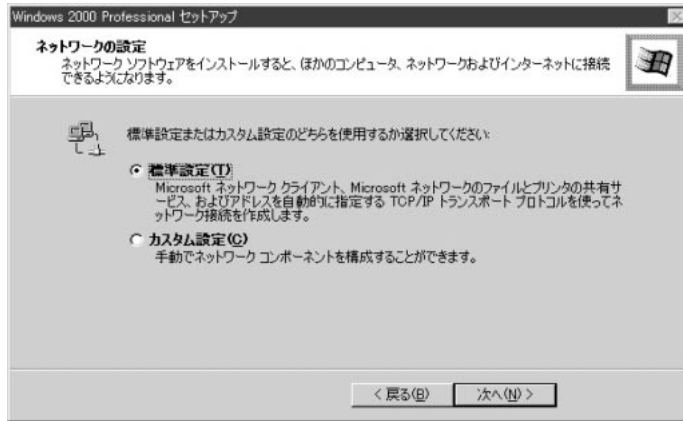 Windows 2000 Professional セットアップ
ネットワークの設定
ネットワーク ソフトウェアをインストールすると、ほかのコンピュータ、ネットワークおよびインターネットに接続
できるようになります。
標準設定またはカスタム設定のどちらを使用するか選択してください:
標準設定(T)
Microsoft ネットワーク クライアント、Microsoft ネットワークのファイルとプリンタの共有サ
ービス、およびアドレスを自動的に指定する TCP/IP トランスポート プロトコルを使ってネ
ットワーク接続を作成します。
カスタム設定(C)
手動でネットワーク コンポーネントを構成することができます。
< 戻る(B)
次へ(N) >